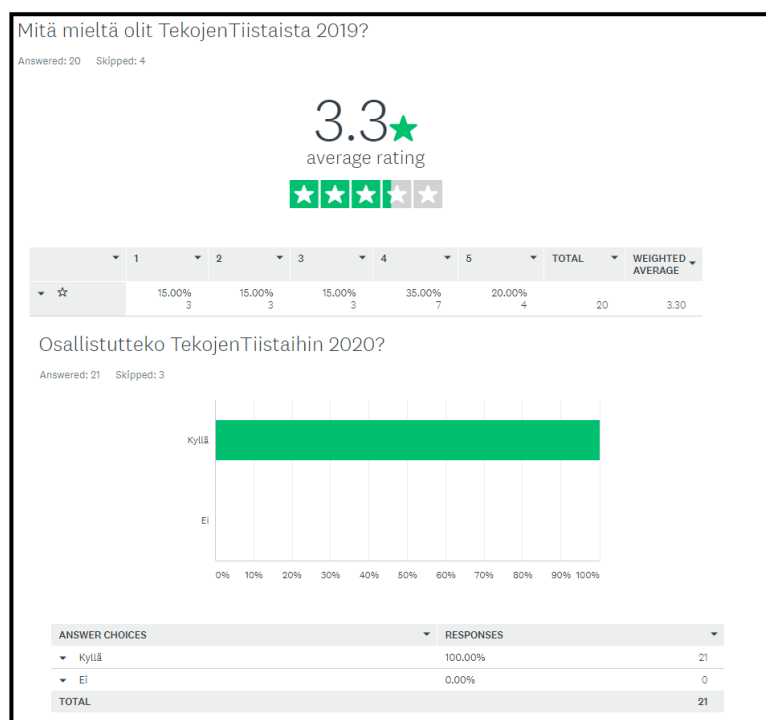 Mitä mieltä olit TekojenTiistaista 2019?
Answered: 20 Skipped: 4
3.3
average rating
1 2 3 4 5 TOTAL WEIGHTED AVERAGE
15.00% 15.00% 15.00% 35.00% 20.00%
3 3 3 7 4 20 3.30
Osallistutteko TekojenTiistaihin 2020?
Answered: 21 Skipped: 3
Kyllä
Ei
0% 10% 20% 30% 40% 50% 60% 70% 80% 90% 100%
ANSWER CHOICES RESPONSES
Kyllä 100.00% 21
Ei 0.00% 0
TOTAL 21